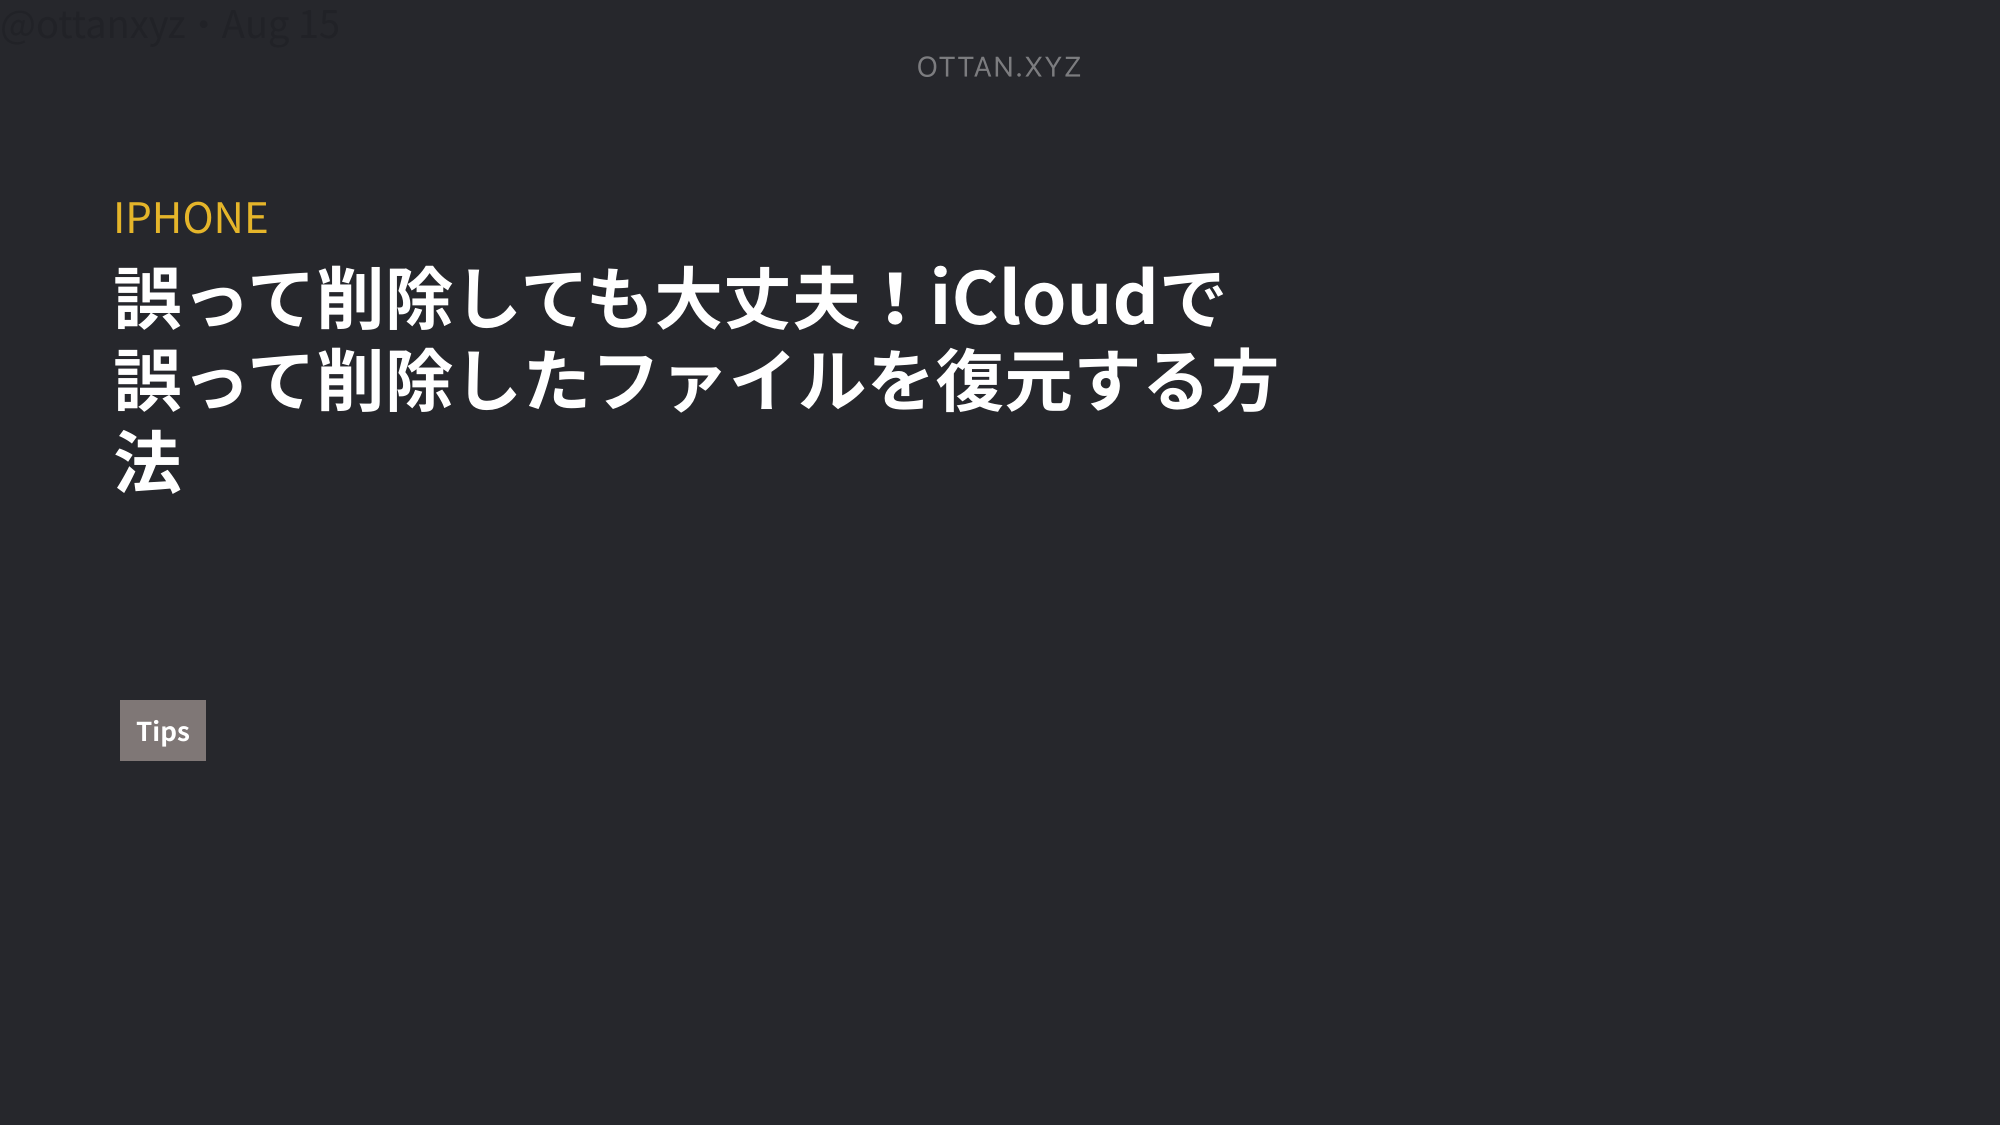 @ottanxyz・Aug 15
OTTAN.XYZ
IPHONE
誤って削除しても大丈夫！iCloudで
誤って削除したファイルを復元する方
法
Tips